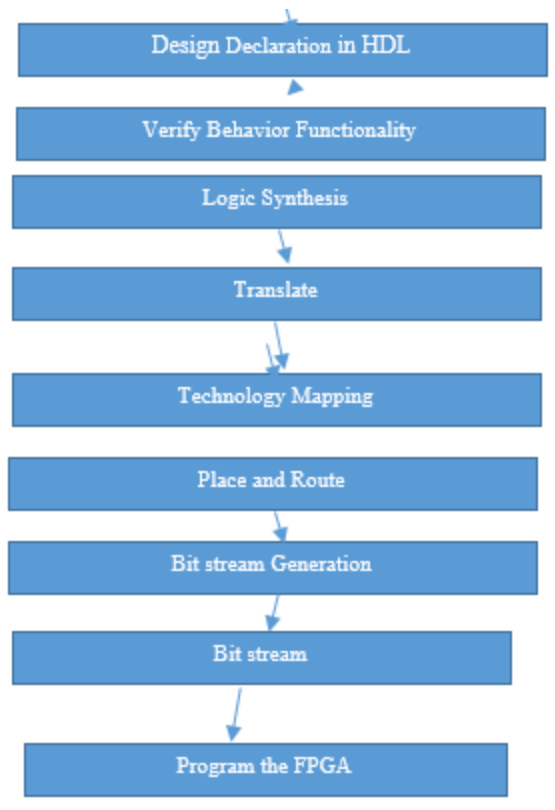 Design Declaration in HDL
Verify Behavior Functionality
Logic Synthesis
Translate
Technology Mapping
Place and Route
Bit stream Generation
Bit stream
Program the FPGA